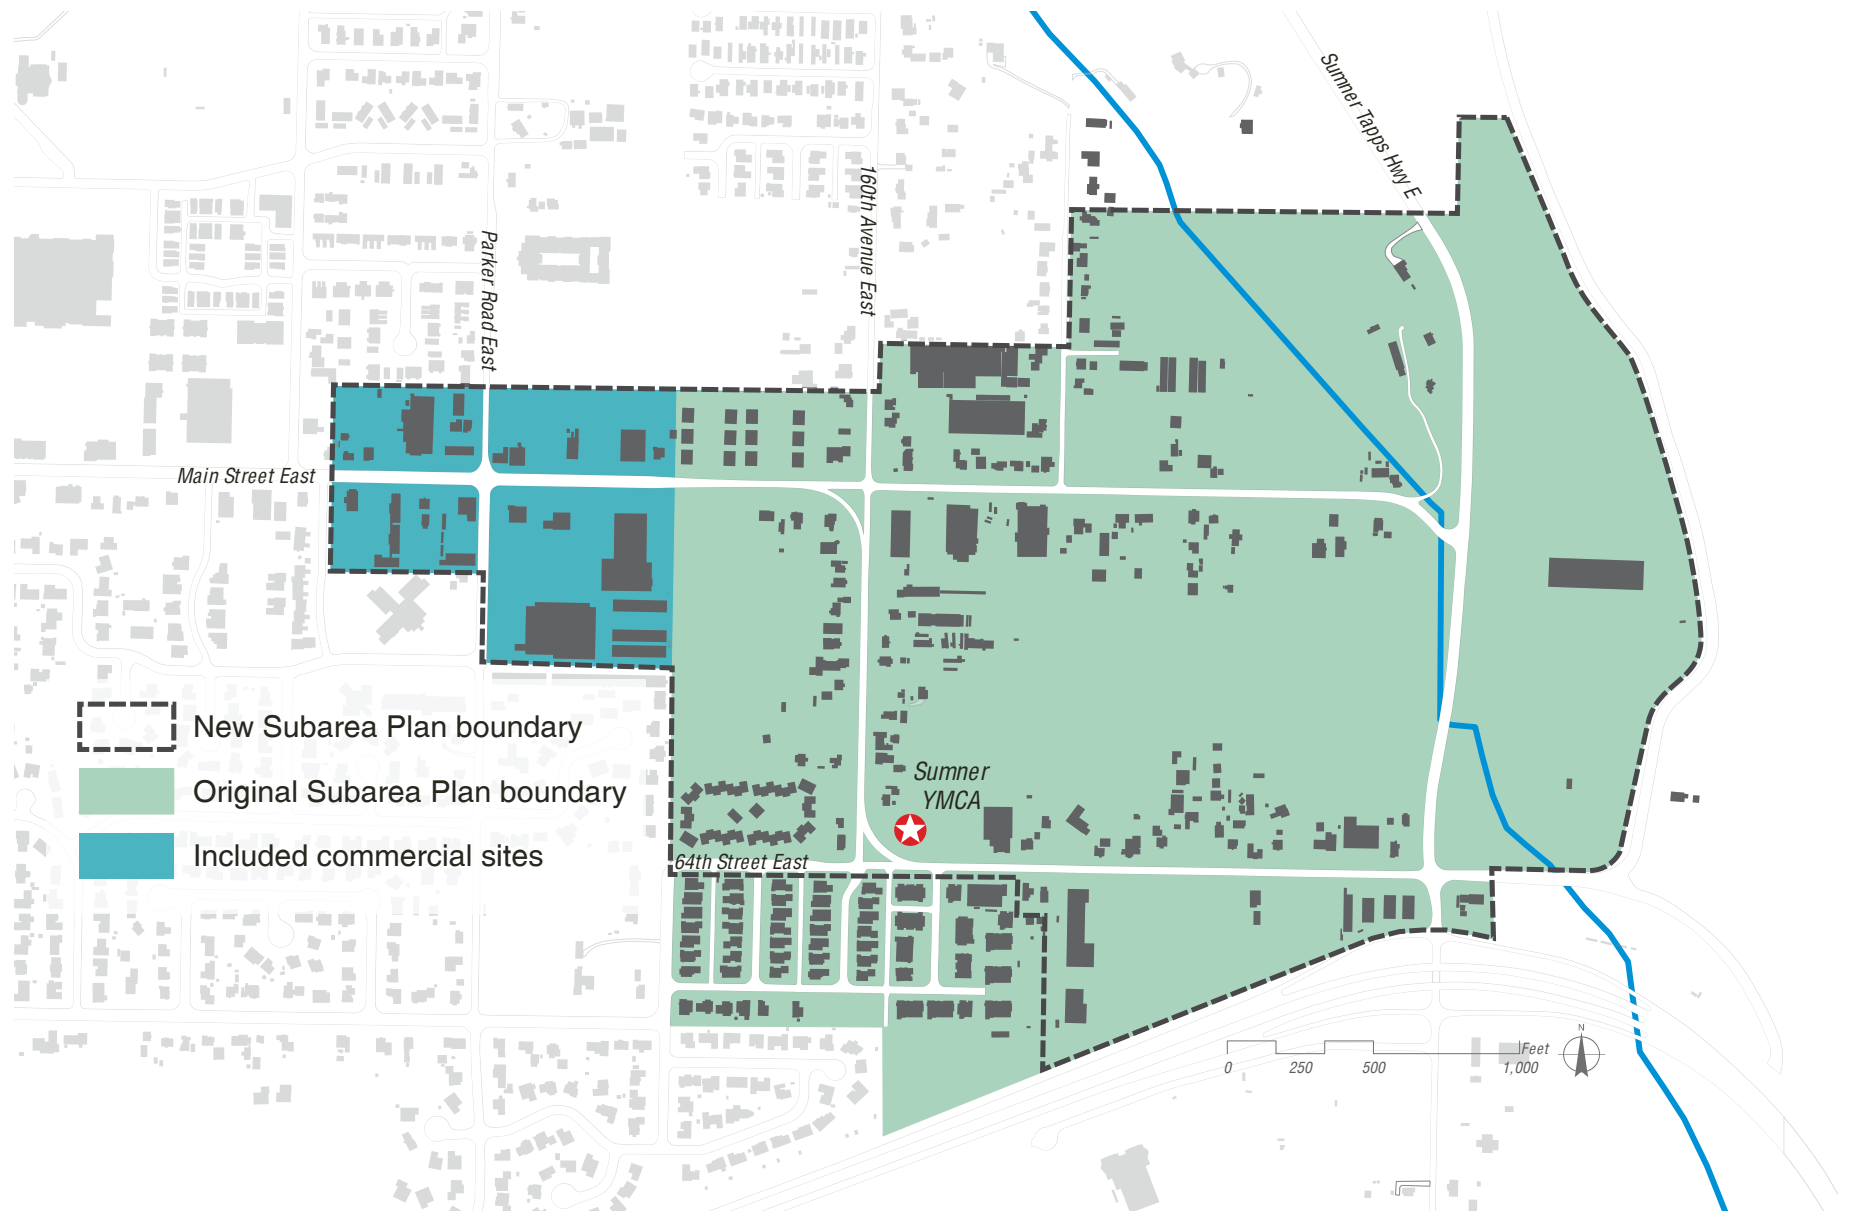 Sumner Tapps Hwy E
160th Avenue East
Parker Road East
Main Street East
New Subarea Plan boundary
Original Subarea Plan boundary
Included commercial sites
Sumner
YMCA
64th Street East
N
Feet
0 250 500 1,000